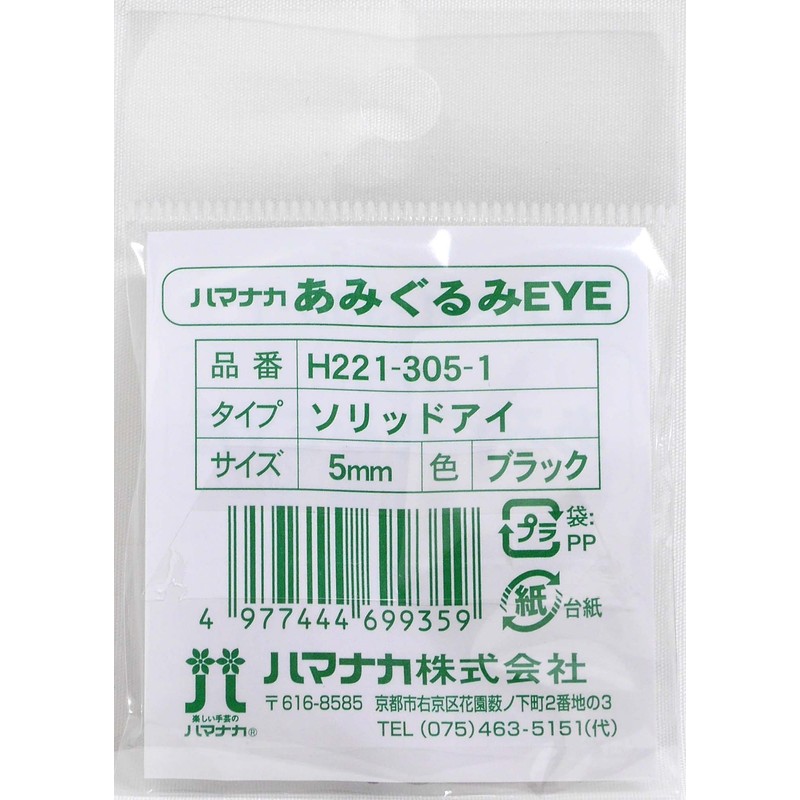 ハマナカ あみぐるみEYE
品番 H221-305-1
タイプ ソリッドアイ
サイズ 5mm 色 ブラック
プラ 袋:
PP
紙 台紙
4 977444 699359
ハマナカ株式会社
〒616-8585 京都市右京区花園薮ノ下町2番地の3
TEL (075)463-5151(代)
楽しい手芸の
ハマナカ®